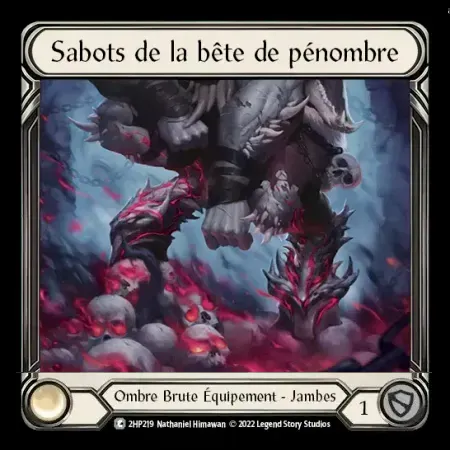 Sabots de la bête de pénombre
Ombre Brute Équipement - Jambes
1
C 2HP219 Nathaniel Himawan © 2022 Legend Story Studios